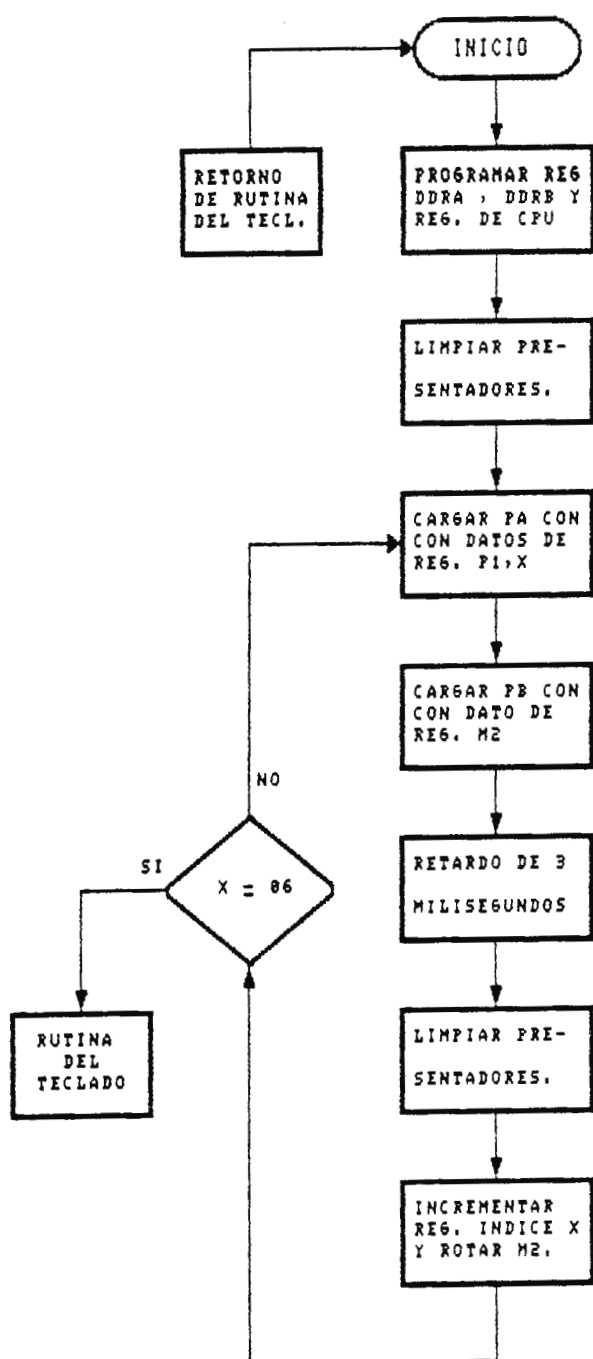 INICIO
RETORNO
DE RUTINA
DEL TECL.
PROGRAMAR REG
DDRA , DDRB Y
REG. DE CPU
LIMPIAR PRE-
SENTADORES.
CARGAR PA CON
CON DATOS DE
REG. P1,X
CARGAR PB CON
CON DATO DE
REG. M2
NO
SI
X = 06
RETARDO DE 3
MILISEGUNDOS
RUTINA
DEL
TECLADO
LIMPIAR PRE-
SENTADORES.
INCREMENTAR
REG. INDICE X
Y ROTAR M2.